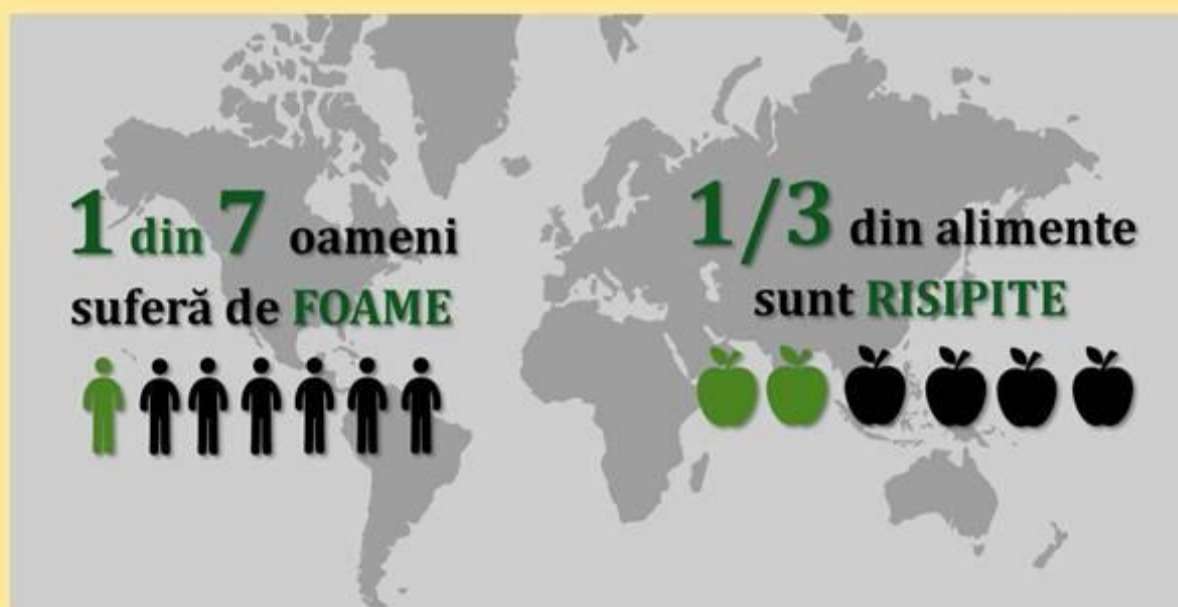 1 din 7 oameni
suferă de FOAME
1/3 din alimente
sunt RISIPITE